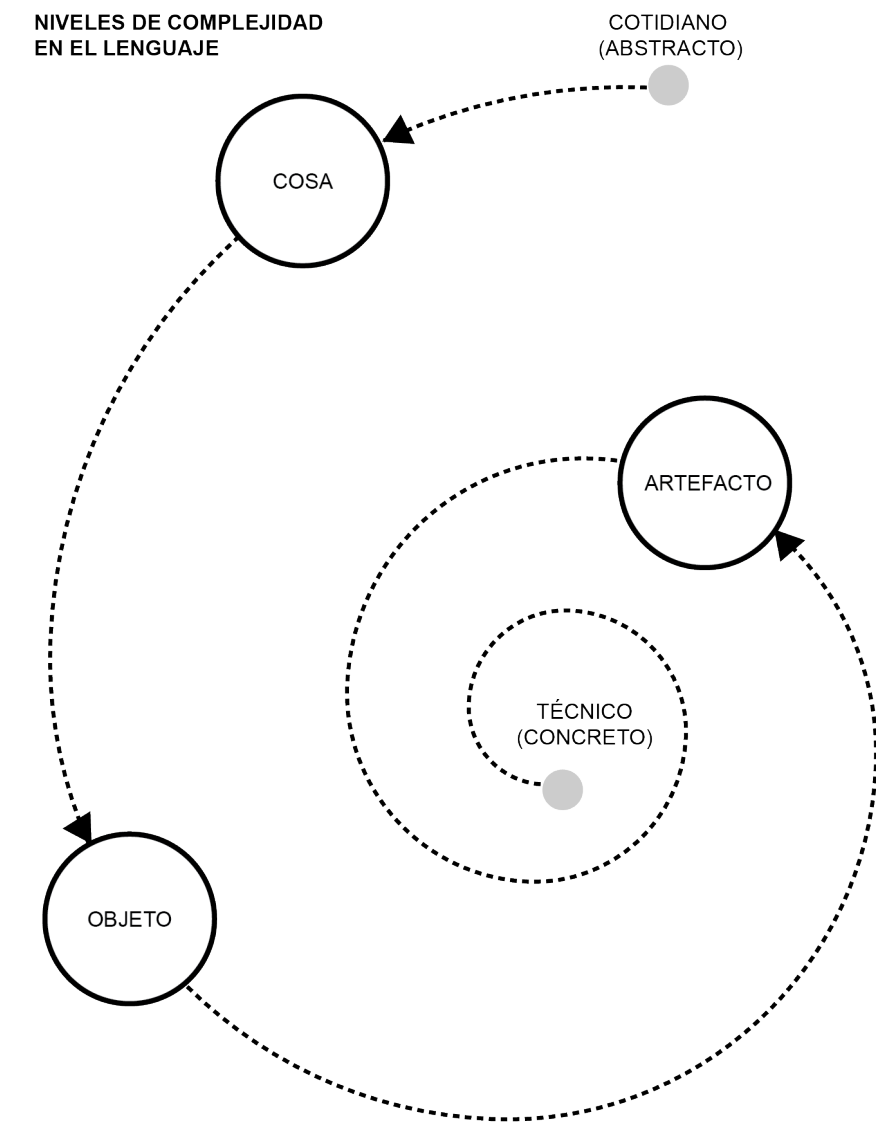 NIVELES DE COMPLEJIDAD
EN EL LENGUAJE
COTIDIANO
(ABSTRACTO)
COSA
ARTEFACTO
TÉCNICO
(CONCRETO)
OBJETO